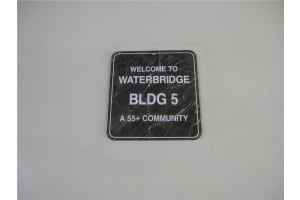 WELCOME TO
WATERBRIDGE
BLDG 5
A 55+ COMMUNITY